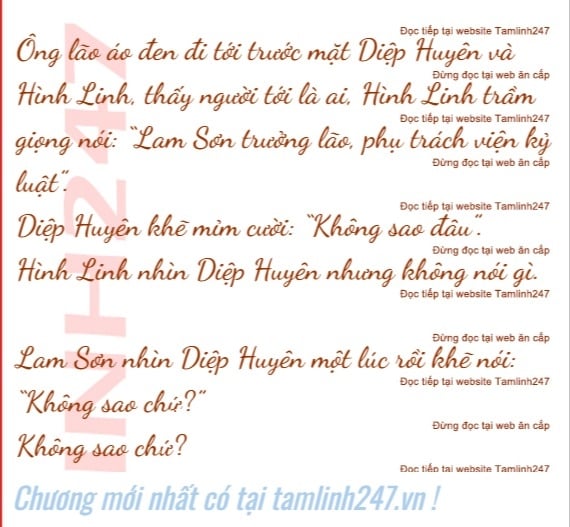 Đọc tiếp tại website Tamlinh247
Ông lão áo đen đi tới trước mặt Diệp Huyên và
Đừng đọc tại web ăn cắp
Hình Linh, thấy người tới là ai, Hình Linh trầm
Đọc tiếp tại website Tamlinh247
giọng nói: “Lam Sơn trưởng lão, phụ trách viện kỷ
Đừng đọc tại web ăn cắp
luật”.
Đọc tiếp tại website Tamlinh247
Diệp Huyên khẽ mỉm cười: “Không sao đâu”.
Đừng đọc tại web ăn cắp
Hình Linh nhìn Diệp Huyên nhưng không nói gì.
Đọc tiếp tại website Tamlinh247
Đừng đọc tại web ăn cắp
Lam Sơn nhìn Diệp Huyên một lúc rồi khẽ nói:
Đọc tiếp tại website Tamlinh247
“Không sao chứ?”
Đừng đọc tại web ăn cắp
Không sao chứ?
Đọc tiếp tại website Tamlinh247
INH247
Chương mới nhất có tại tamlinh247.vn !